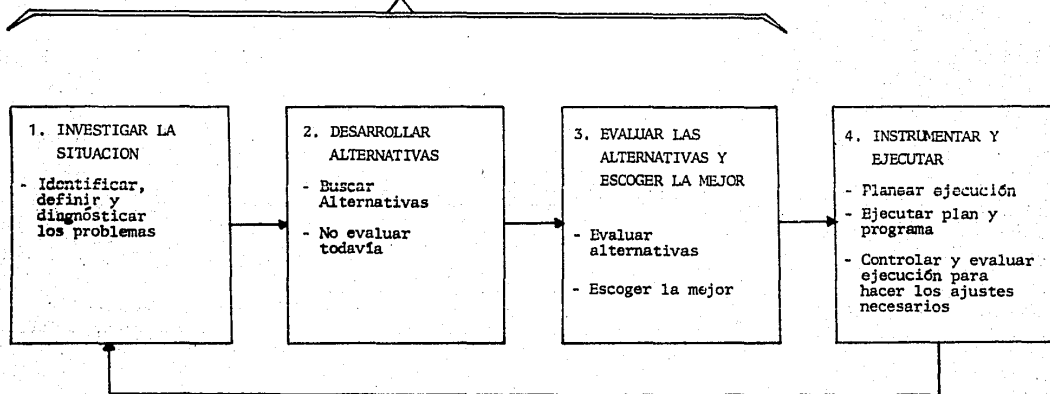 1. INVESTIGAR LA
SITUACION
- Identificar,
definir y
diagnósticar
los problemas
2. DESARROLLAR
ALTERNATIVAS
- Buscar
Alternativas
- No evaluar
todavía
3. EVALUAR LAS
ALTERNATIVAS Y
ESCOGER LA MEJOR
- Evaluar
alternativas
- Escoger la mejor
4. INSTRUMENTAR Y
EJECUTAR
- Planear ejecución
- Ejecutar plan y
programa
- Controlar y evaluar
ejecución para
hacer los ajustes
necesarios